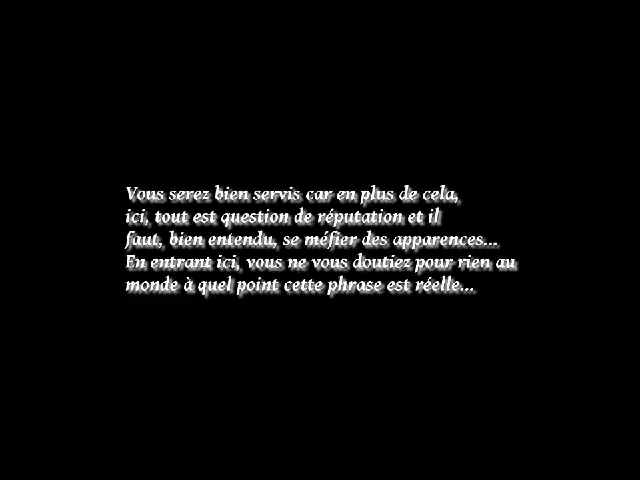 Vous serez bien servis car en plus de cela,
ici, tout est question de réputation et il
faut, bien entendu, se méfier des apparences...
En entrant ici, vous ne vous doutiez pour rien au
monde à quel point cette phrase est réelle...